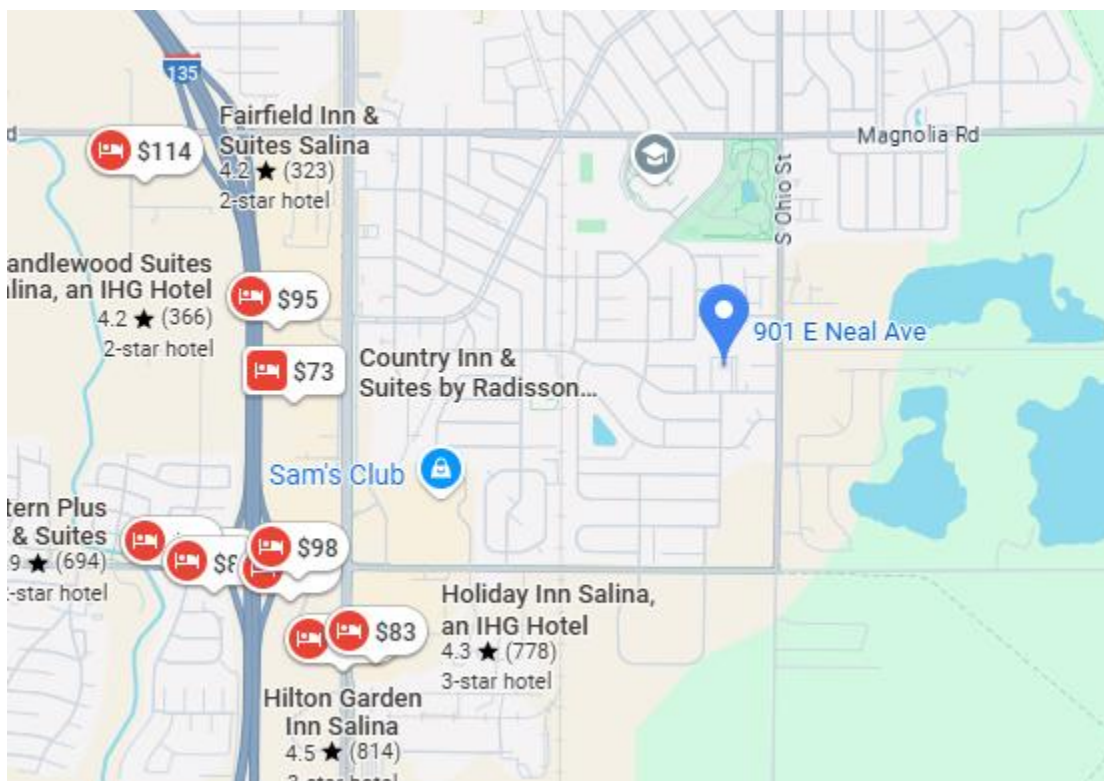 135
Fairfield Inn &
Suites Salina
4.2 ★ (323)
2-star hotel
$114
d
Magnolia Rd
S Ohio St
andlewood Suites
lina, an IHG Hotel
4.2 ★ (366)
2-star hotel
$95
$73
Country Inn &
Suites by Radisson...
901 E Neal Ave
Sam's Club
tern Plus
& Suites
9 ★ (694)
-star hotel
$98
$83
Holiday Inn Salina,
an IHG Hotel
4.3 ★ (778)
3-star hotel
Hilton Garden
Inn Salina
4.5 ★ (814)